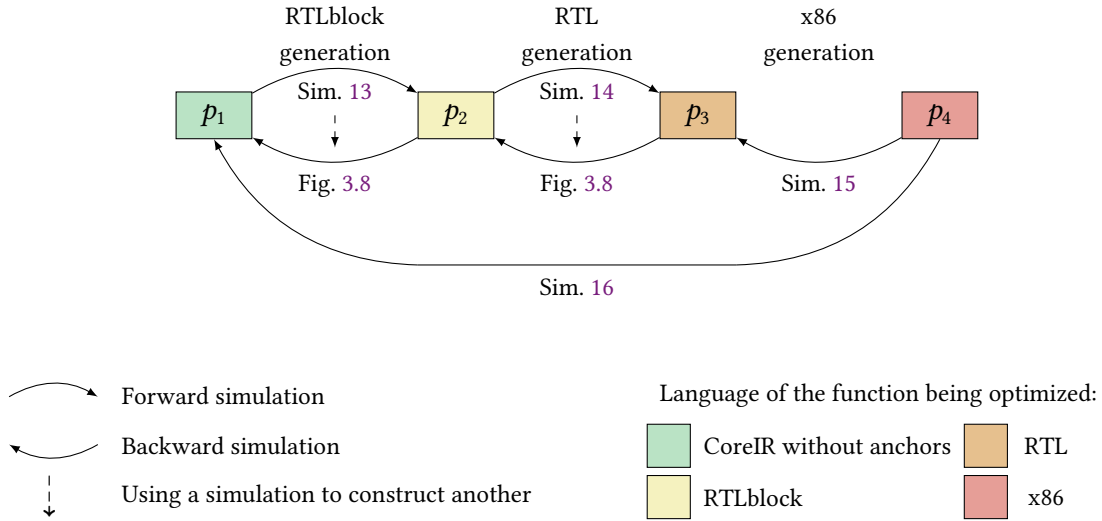 RTLblock
generation
RTL
generation
x86
generation
Sim. 13
Sim. 14
p1
p2
p3
p4
Fig. 3.8
Fig. 3.8
Sim. 15
Sim. 16
Forward simulation
Backward simulation
Using a simulation to construct another
Language of the function being optimized:
CoreIR without anchors
RTL
RTLblock
x86